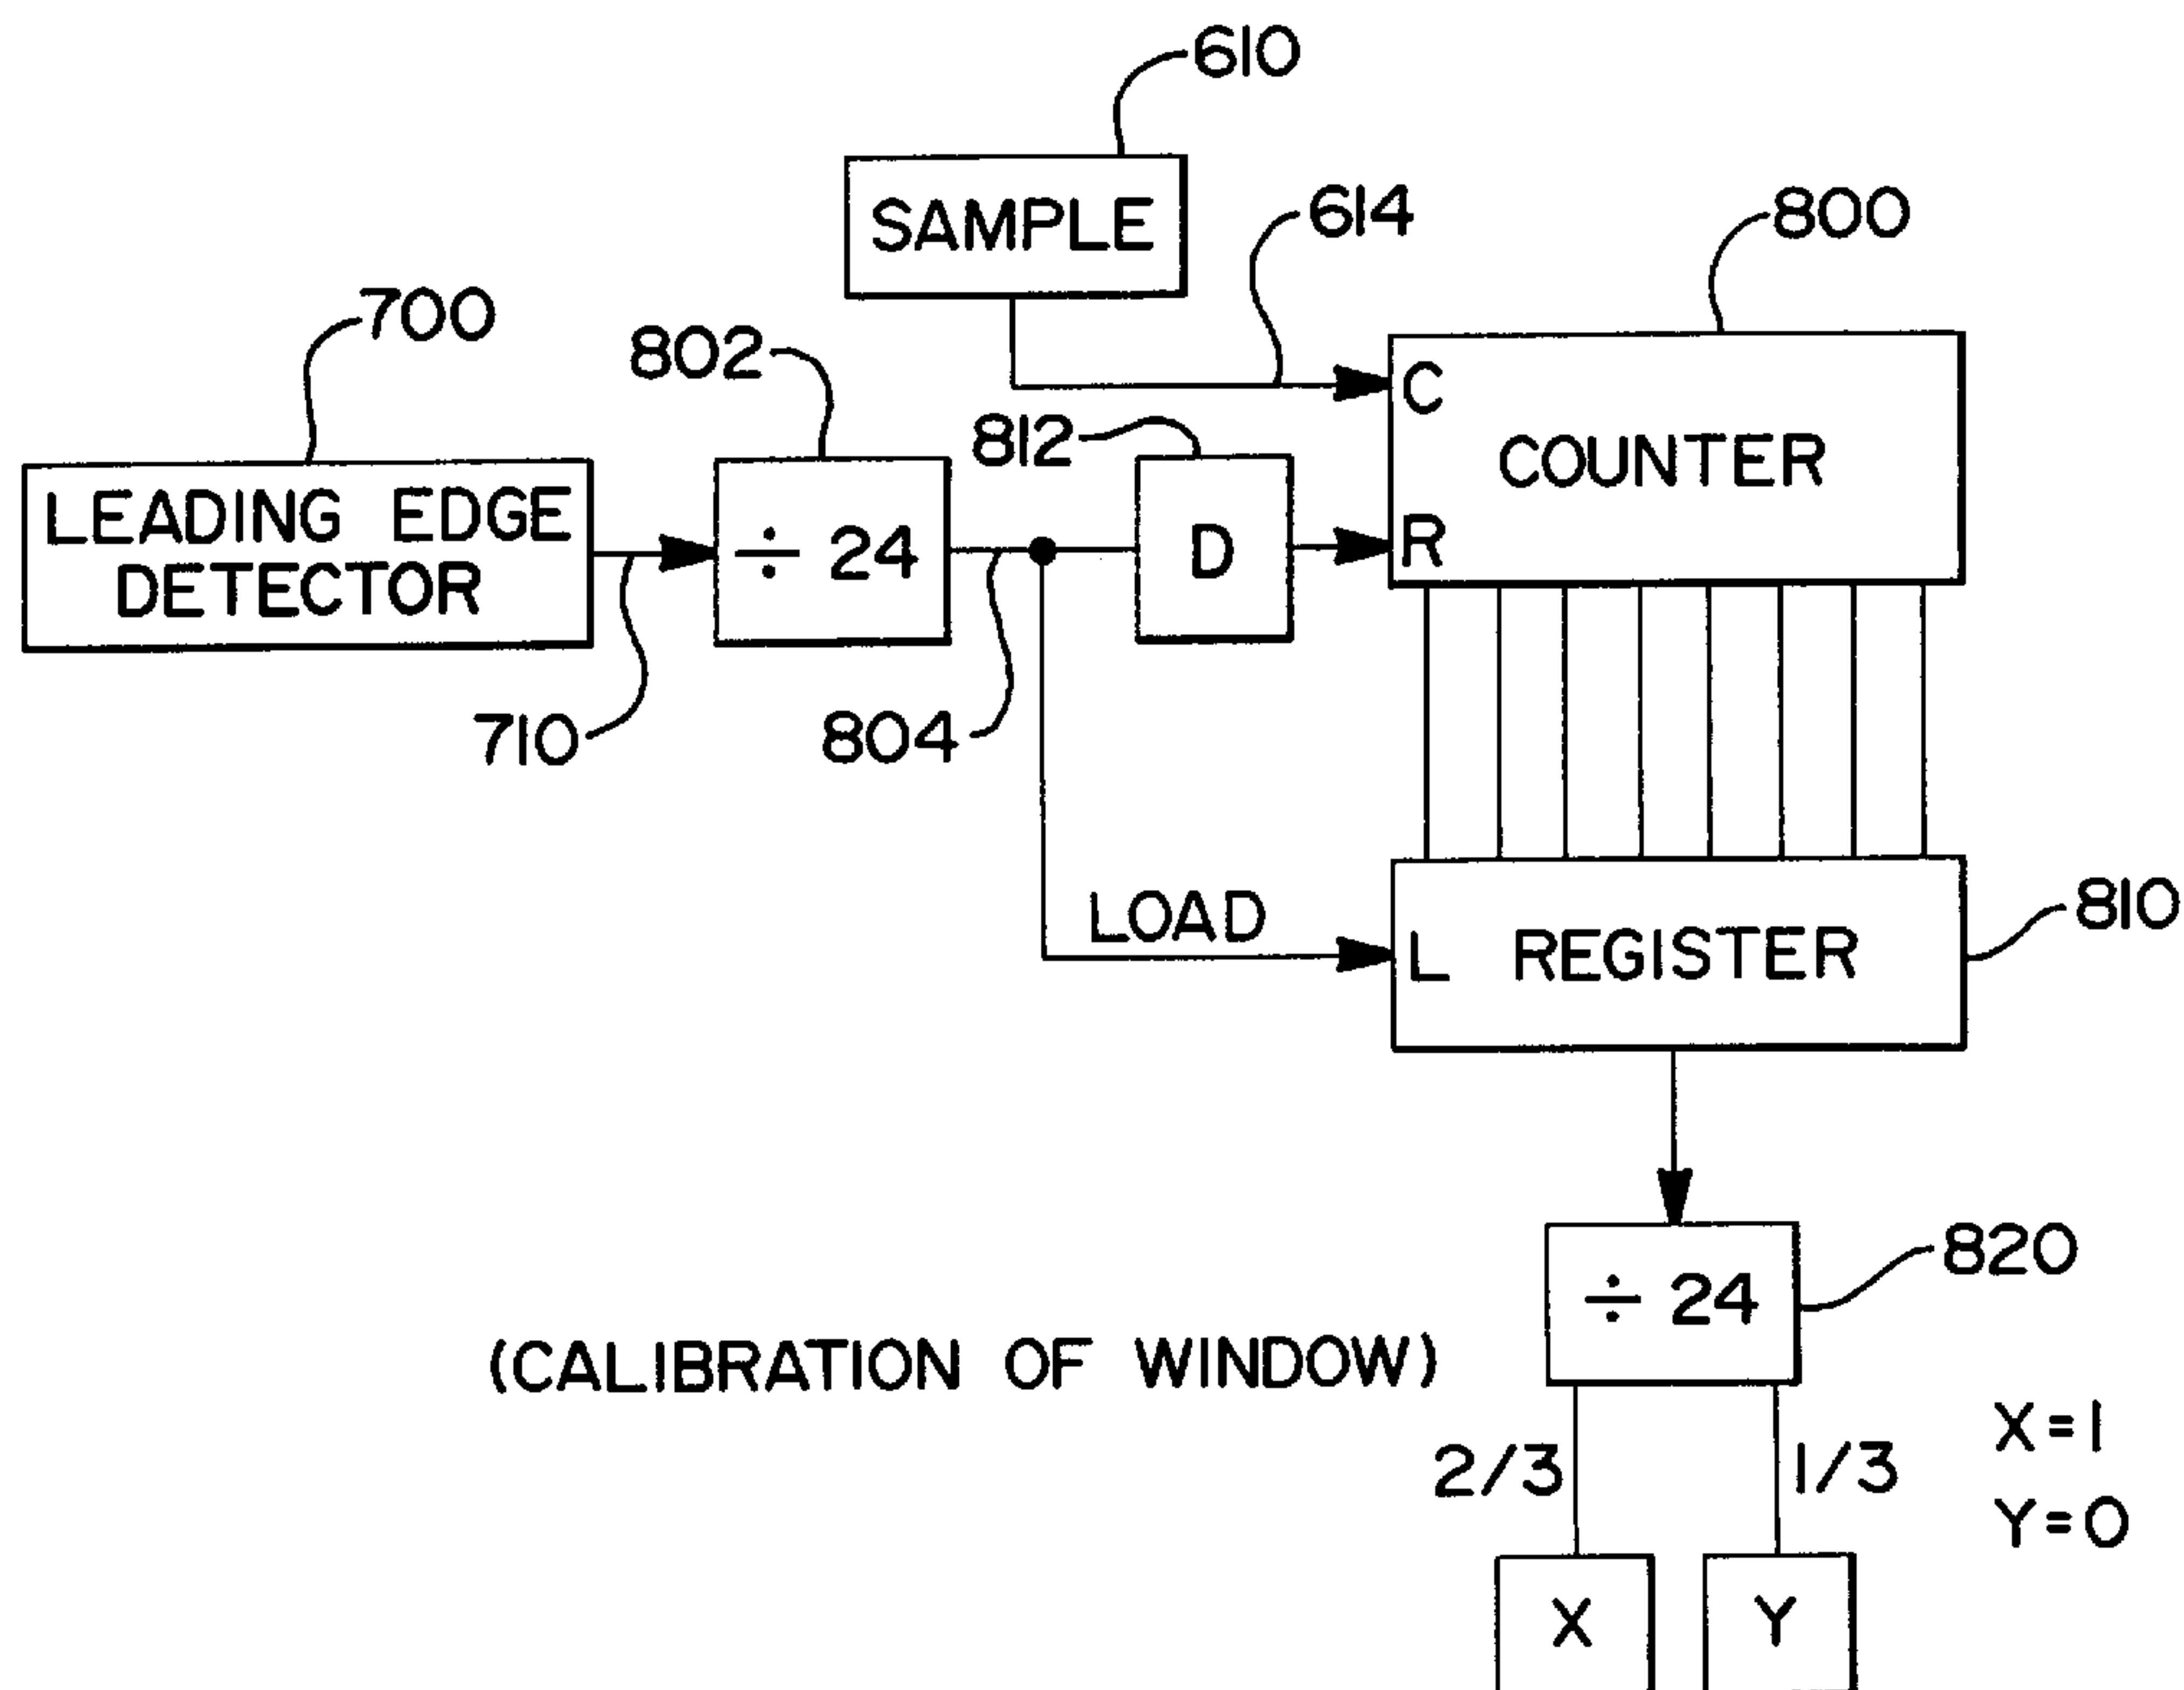 610
SAMPLE
614
800
700
802
812
C
COUNTER
R
LEADING EDGE
DETECTOR
÷ 24
D
710
804
LOAD
L REGISTER
810
÷ 24
820
(CALIBRATION OF WINDOW)
2/3
1/3
X=1
Y=0
X
Y